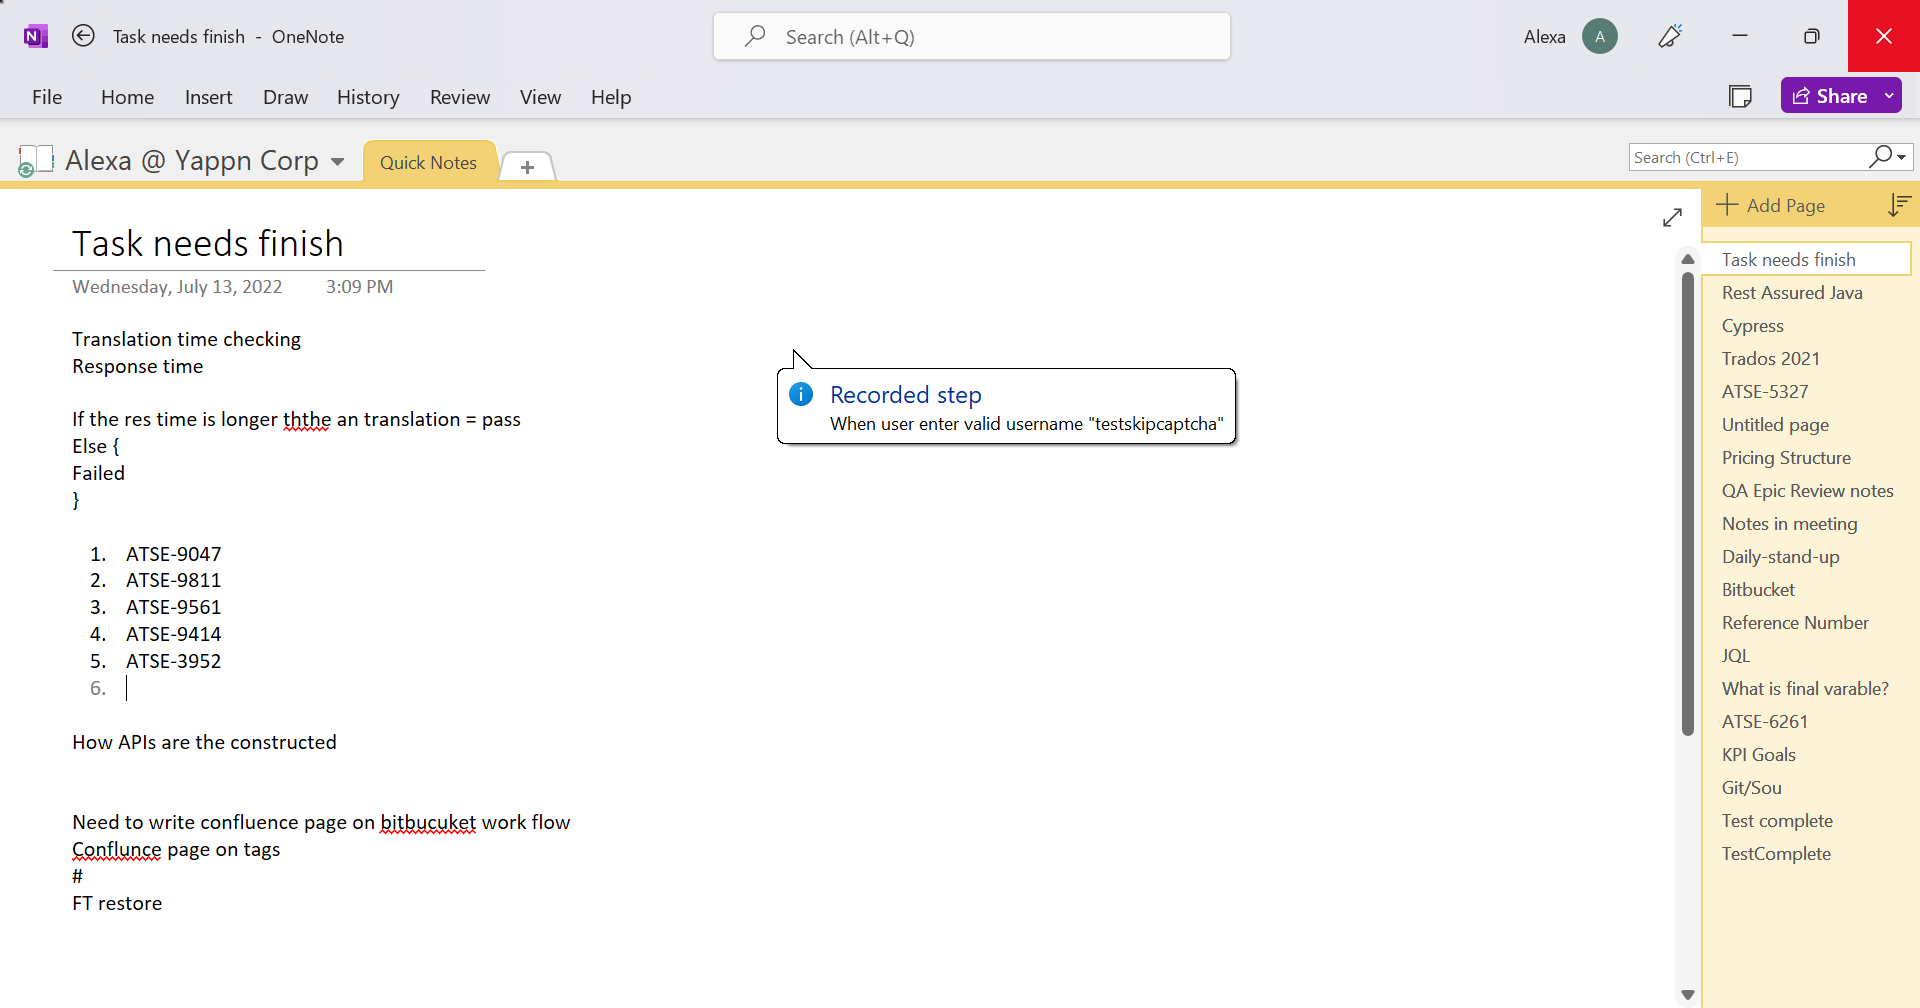 Task needs finish - OneNote
Search (Alt+Q)
Alexa A
File Home Insert Draw History Review View Help
Share
Alexa @ Yappn Corp
Quick Notes
+
Search (Ctrl+E)
Task needs finish
Wednesday, July 13, 2022 3:09 PM
Translation time checking
Response time
If the res time is longer ththe an translation = pass
Else {
Failed
}
1. ATSE-9047
2. ATSE-9811
3. ATSE-9561
4. ATSE-9414
5. ATSE-3952
6.
How APIs are the constructed
Need to write confluence page on bitbucuket work flow
Conflunce page on tags
#
FT restore
Recorded step
When user enter valid username "testskipcaptcha"
Add Page
Task needs finish
Rest Assured Java
Cypress
Trados 2021
ATSE-5327
Untitled page
Pricing Structure
QA Epic Review notes
Notes in meeting
Daily-stand-up
Bitbucket
Reference Number
JQL
What is final varable?
ATSE-6261
KPI Goals
Git/Sou
Test complete
TestComplete